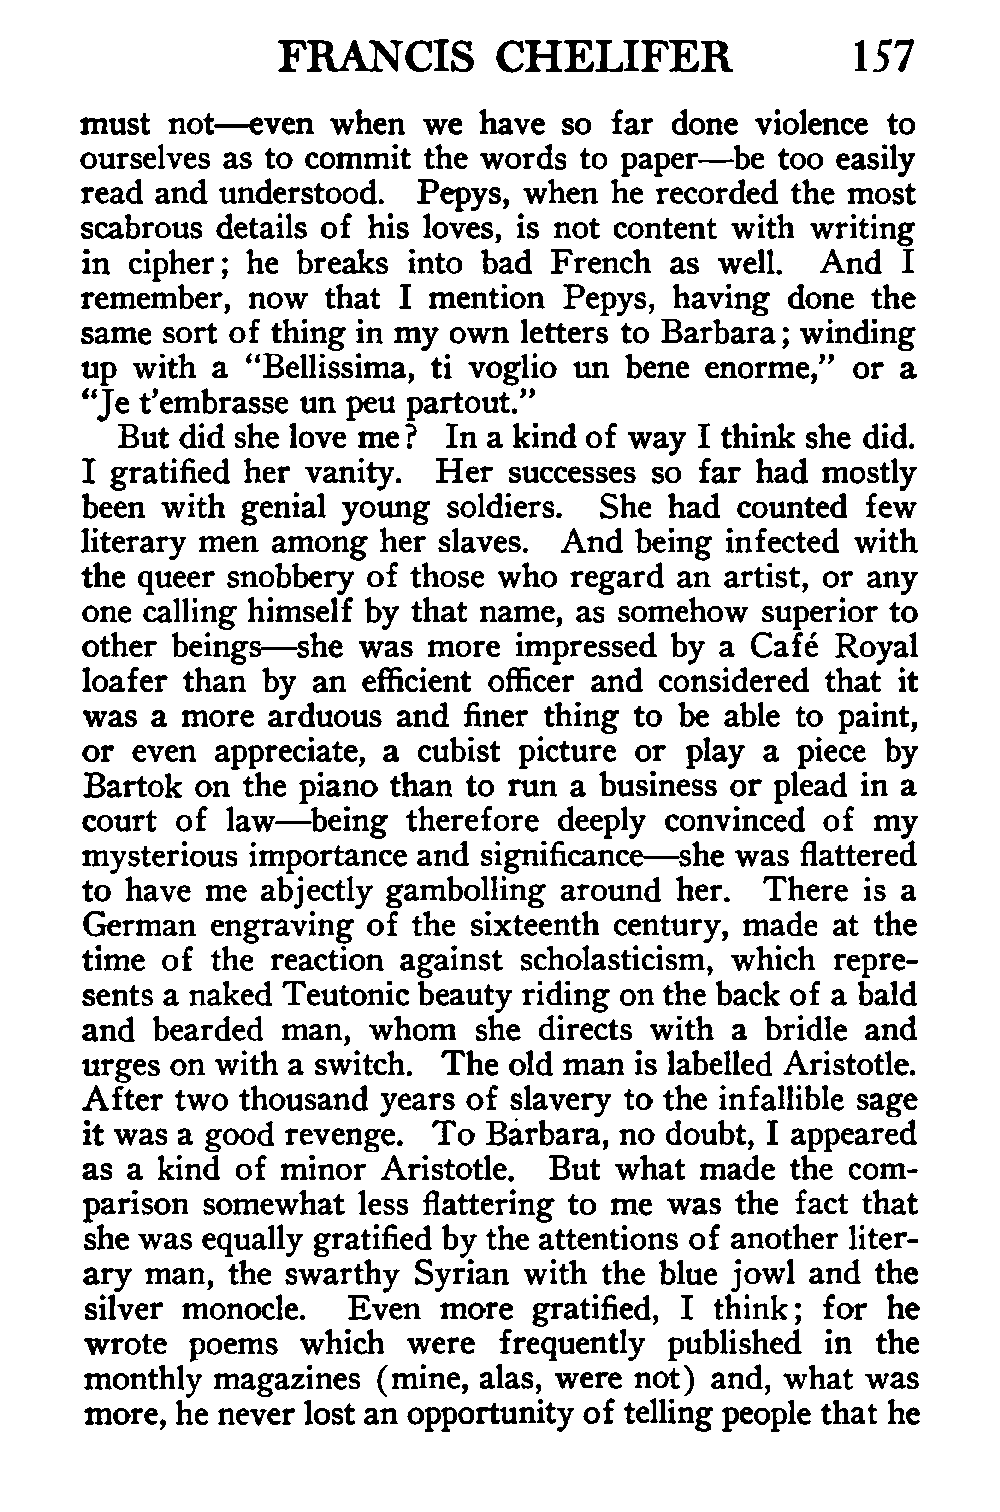 FRANCIS CHELIFER 157
must not—even when we have so far done violence to
ourselves as to commit the words to paper—be too easily
read and understood. Pepys, when he recorded the most
scabrous details of his loves, is not content with writing
in cipher; he breaks into bad French as well. And I
remember, now that I mention Pepys, having done the
same sort of thing in my own letters to Barbara; winding
up with a “Bellissima, ti voglio un bene enorme,” or a
“Je t’embrasse un peu partout.”
But did she love me? In a kind of way I think she did.
I gratified her vanity. Her successes so far had mostly
been with genial young soldiers. She had counted few
literary men among her slaves. And being infected with
the queer snobbery of those who regard an artist, or any
one calling himself by that name, as somehow superior to
other beings—she was more impressed by a Café Royal
loafer than by an efficient officer and considered that it
was a more arduous and finer thing to be able to paint,
or even appreciate, a cubist picture or play a piece by
Bartok on the piano than to run a business or plead in a
court of law—being therefore deeply convinced of my
mysterious importance and significance—she was flattered
to have me abjectly gambolling around her. There is a
German engraving of the sixteenth century, made at the
time of the reaction against scholasticism, which repre-
sents a naked Teutonic beauty riding on the back of a bald
and bearded man, whom she directs with a bridle and
urges on with a switch. The old man is labelled Aristotle.
After two thousand years of slavery to the infallible sage
it was a good revenge. To Barbara, no doubt, I appeared
as a kind of minor Aristotle. But what made the com-
parison somewhat less flattering to me was the fact that
she was equally gratified by the attentions of another liter-
ary man, the swarthy Syrian with the blue jowl and the
silver monocle. Even more gratified, I think; for he
wrote poems which were frequently published in the
monthly magazines (mine, alas, were not) and, what was
more, he never lost an opportunity of telling people that he